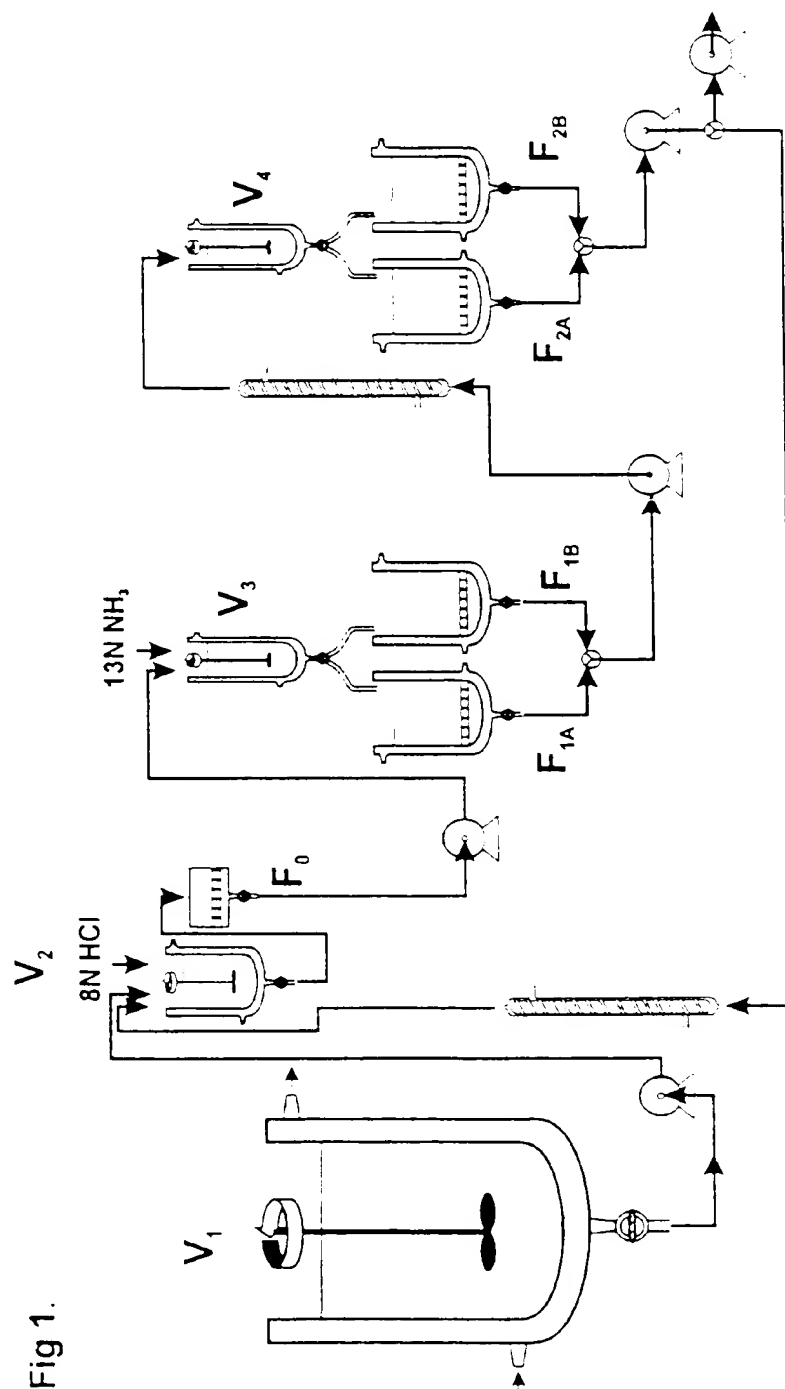 Fig 1.
V₁
V₂
8N HCl
F₀
13N NH₃
V₃
F₁A
F₁B
V₄
F₂A
F₂B